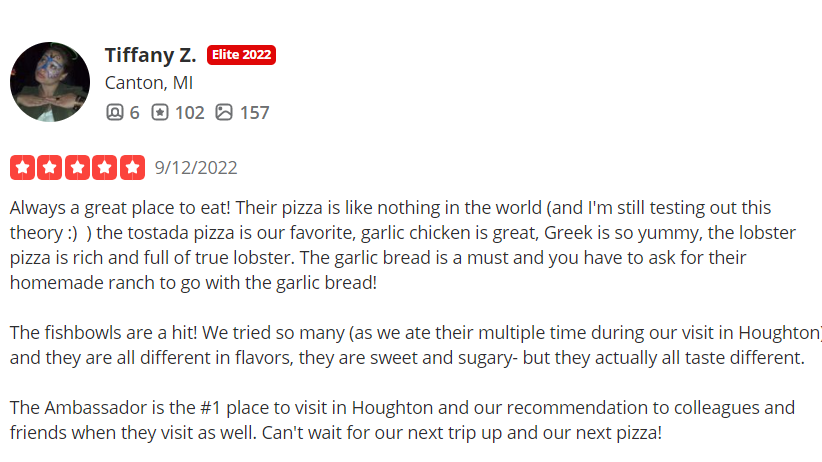 Tiffany Z. Elite 2022
Canton, MI
6 102 157
9/12/2022
Always a great place to eat! Their pizza is like nothing in the world (and I'm still testing out this
theory :)  ) the tostada pizza is our favorite, garlic chicken is great, Greek is so yummy, the lobster
pizza is rich and full of true lobster. The garlic bread is a must and you have to ask for their
homemade ranch to go with the garlic bread!
The fishbowls are a hit! We tried so many (as we ate their multiple time during our visit in Houghton)
and they are all different in flavors, they are sweet and sugary- but they actually all taste different.
The Ambassador is the #1 place to visit in Houghton and our recommendation to colleagues and
friends when they visit as well. Can't wait for our next trip up and our next pizza!